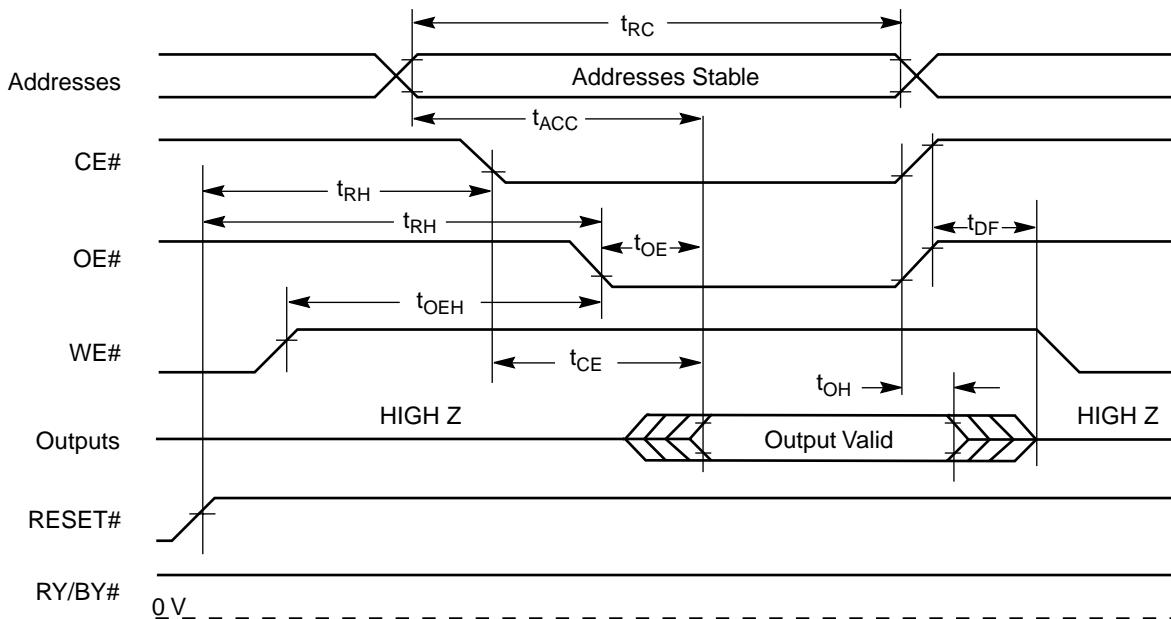 tRC
Addresses
Addresses Stable
tACC
CE#
tRH
tRH
tOE
tDF
OE#
tOEH
WE#
tCE
tOH
HIGH Z
HIGH Z
Outputs
Output Valid
RESET#
RY/BY#
0 V